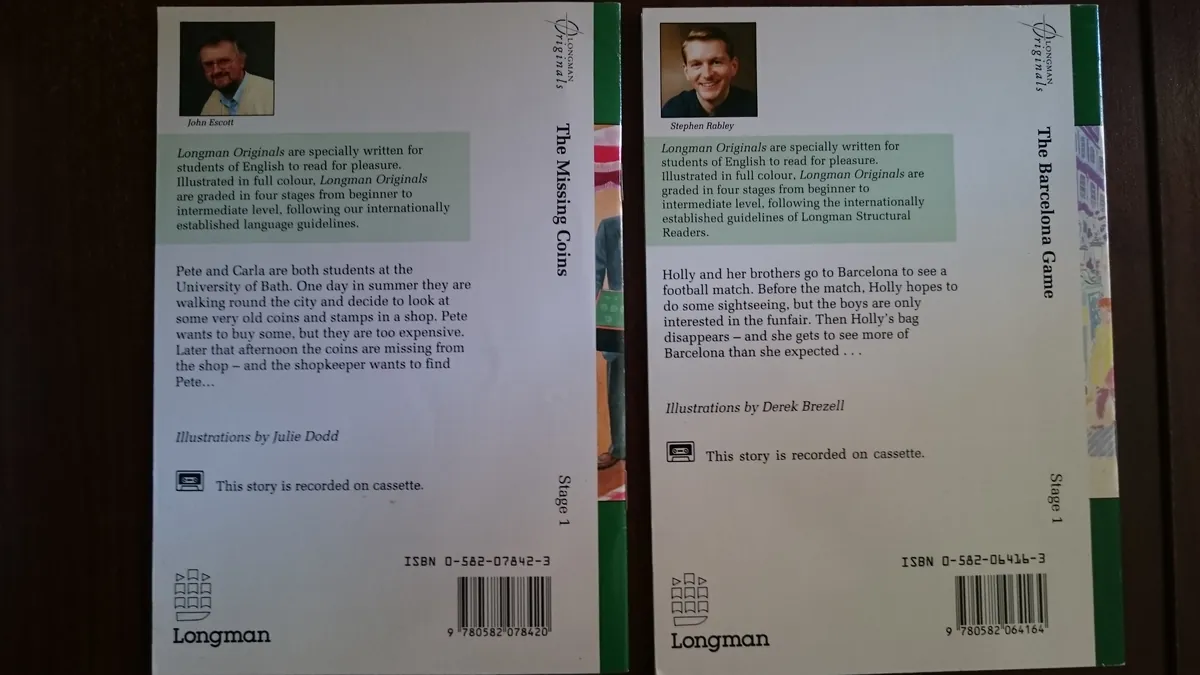 John Escott
Longman Originals are specially written for
students of English to read for pleasure.
Illustrated in full colour, Longman Originals
are graded in four stages from beginner to
intermediate level, following our internationally
established language guidelines.
Pete and Carla are both students at the
University of Bath. One day in summer they are
walking round the city and decide to look at
some very old coins and stamps in a shop. Pete
wants to buy some, but they are too expensive.
Later that afternoon the coins are missing from
the shop – and the shopkeeper wants to find
Pete...
Illustrations by Julie Dodd
This story is recorded on cassette.
ISBN 0-582-07842-3
9 780582 078420
Longman
LONGMAN
Originals
The Missing Coins
Stage 1
Stephen Rabley
Longman Originals are specially written for
students of English to read for pleasure.
Illustrated in full colour, Longman Originals are
graded in four stages from beginner to
intermediate level, following the internationally
established guidelines of Longman Structural
Readers.
Holly and her brothers go to Barcelona to see a
football match. Before the match, Holly hopes to
do some sightseeing, but the boys are only
interested in the funfair. Then Holly's bag
disappears – and she gets to see more of
Barcelona than she expected . . .
Illustrations by Derek Brezell
This story is recorded on cassette.
ISBN 0-582-06416-3
9 780582 064164
Longman
LONGMAN
Originals
The Barcelona Game
Stage 1